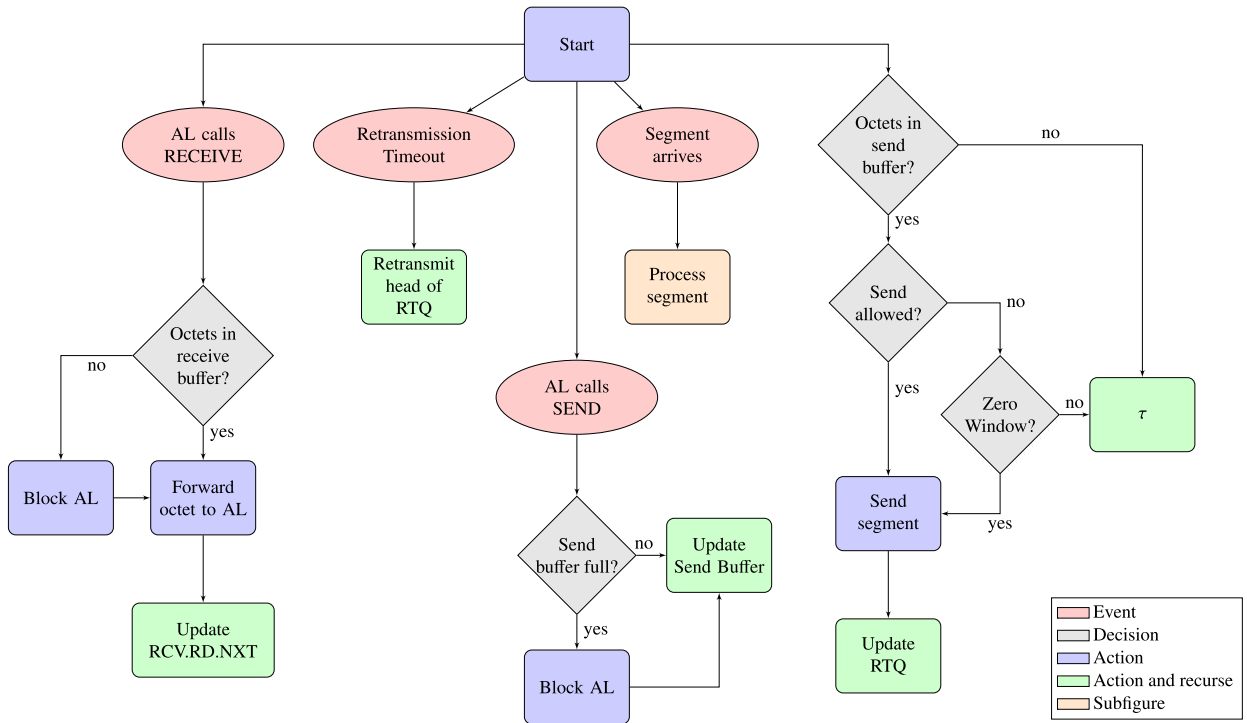 Start
AL calls
RECEIVE
Retransmission
Timeout
Segment
arrives
Octets in
send
buffer?
no
yes
Retransmit
head of
RTQ
Process
segment
Send
allowed?
no
yes
Octets in
receive
buffer?
no
yes
AL calls
SEND
Zero
Window?
no
yes
τ
Block AL
Forward
octet to AL
Send
segment
Send
buffer full?
no
yes
Update
Send Buffer
Update
RCV.RD.NXT
Block AL
Update
RTQ
Event
Decision
Action
Action and recurse
Subfigure